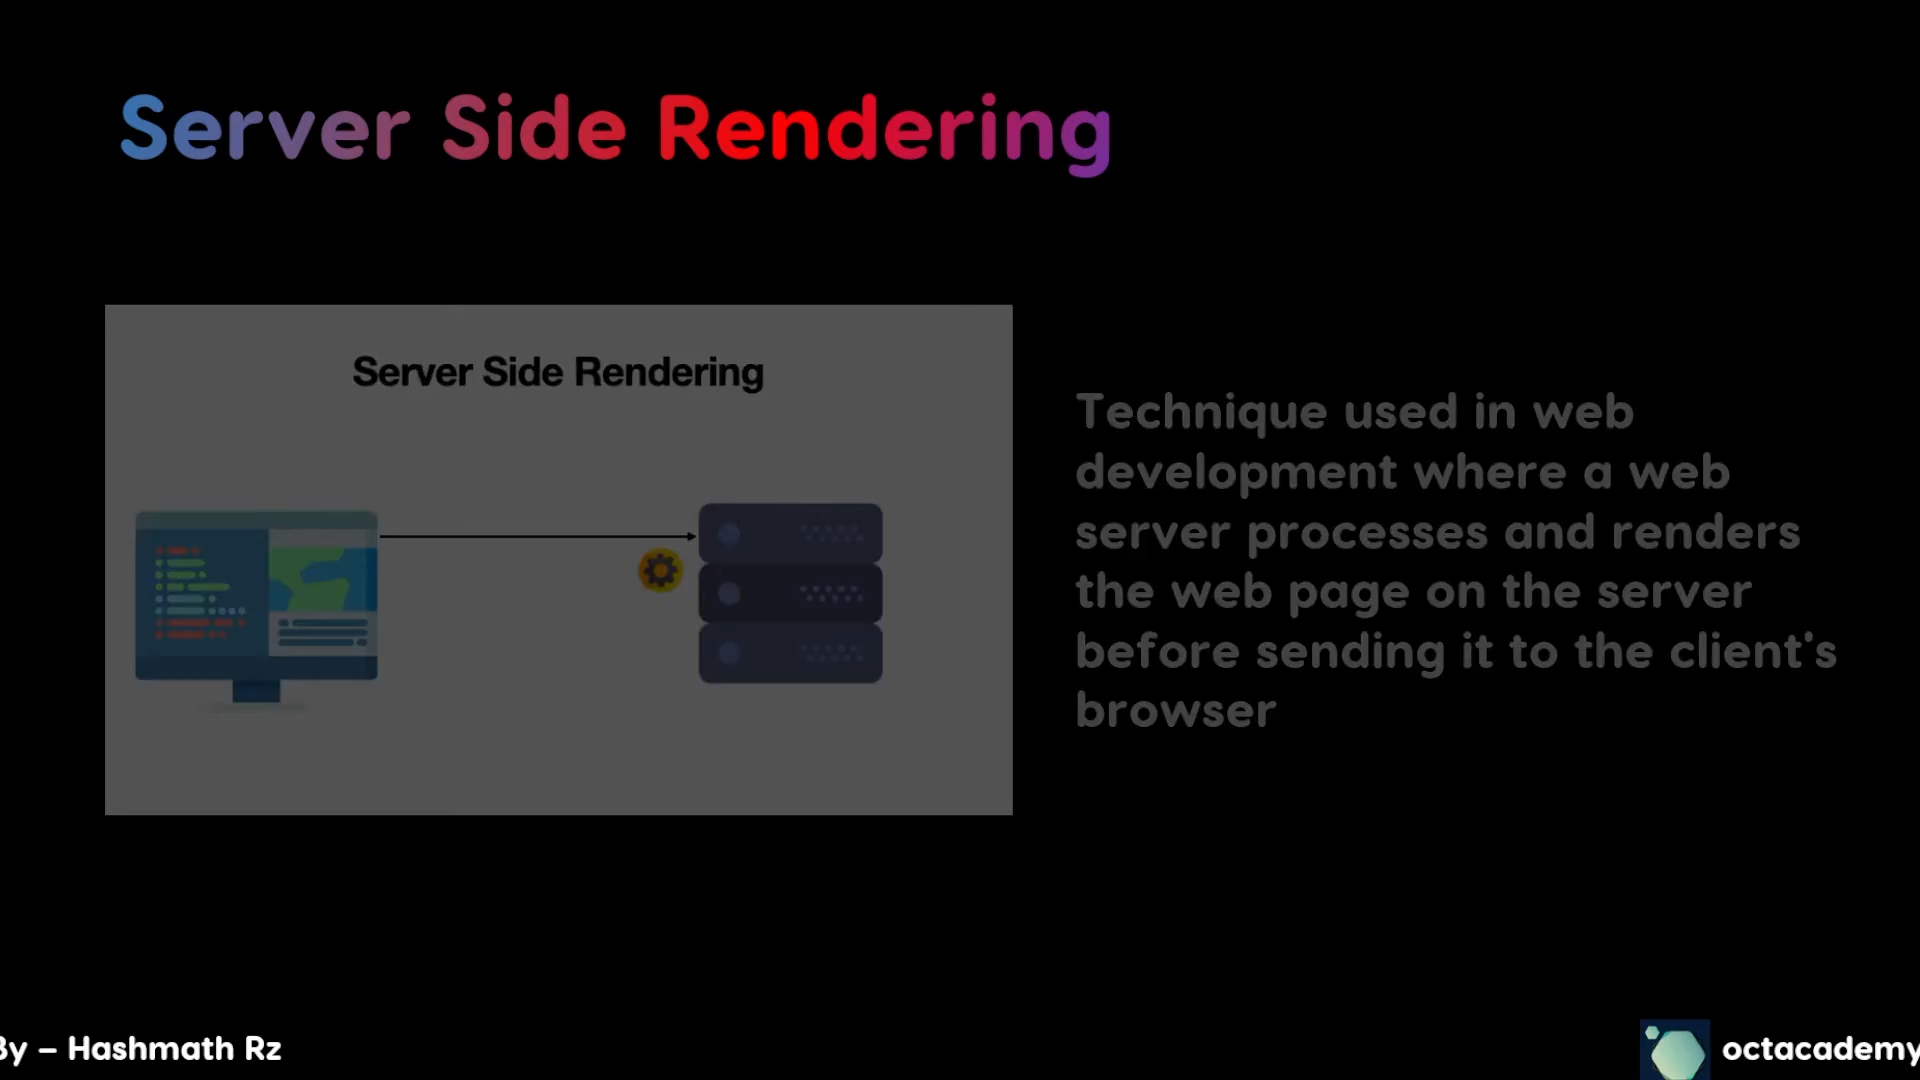 Server Side Rendering
Server Side Rendering
Technique used in web
development where a web
server processes and renders
the web page on the server
before sending it to the client's
browser
By – Hashmath Rz
octacademy